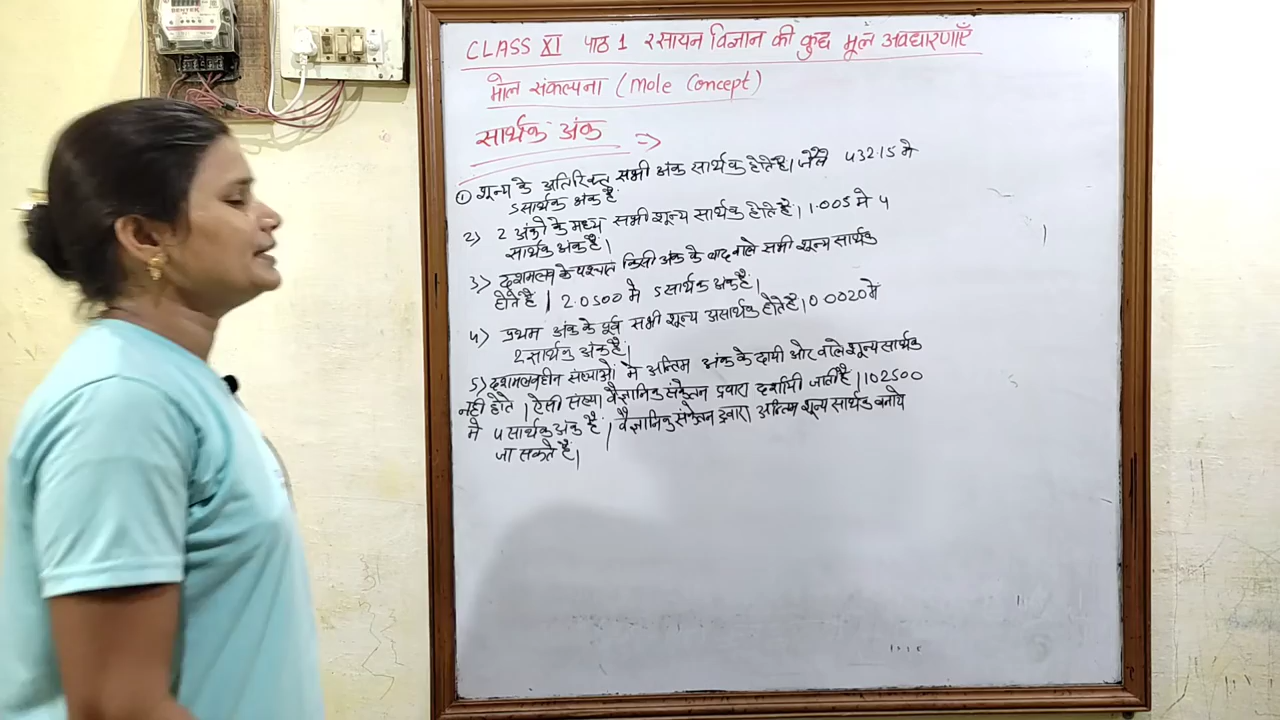 CLASS XI पाठ 1 रसायन विज्ञान की कुछ मूल अवधारणाएँ
मोल संकल्पना (Mole Concept)
सार्थक अंक =>
① शून्य के अतिरिक्त सभी अंक सार्थक होते है। जैसे 432.15 मे
5 सार्थक अंक है
2) 2 अंको के मध्य सभी शून्य सार्थक होते है। 1.005 मे 4
सार्थक अंक है।
3) दशमलव के पश्चात किसी अंक के बाद वाले सभी शून्य सार्थक
होते है। 2.0500 मे 5 सार्थक अंक है।
4) प्रथम अंक के पूर्व सभी शून्य असार्थक होते है। 0.0020 मे
2 सार्थक अंक है।
5) दशमलवहीन संख्याओ मे अन्तिम अंक के दायी ओर वाले शून्य सार्थक
नही होते। ऐसी संख्या वैज्ञानिक संकेतन द्वारा दर्शायी जाती है। 102500
मे 4 सार्थक अंक है। वैज्ञानिक संकेतन द्वारा अन्तिम शून्य सार्थक बनाये
जा सकते है।